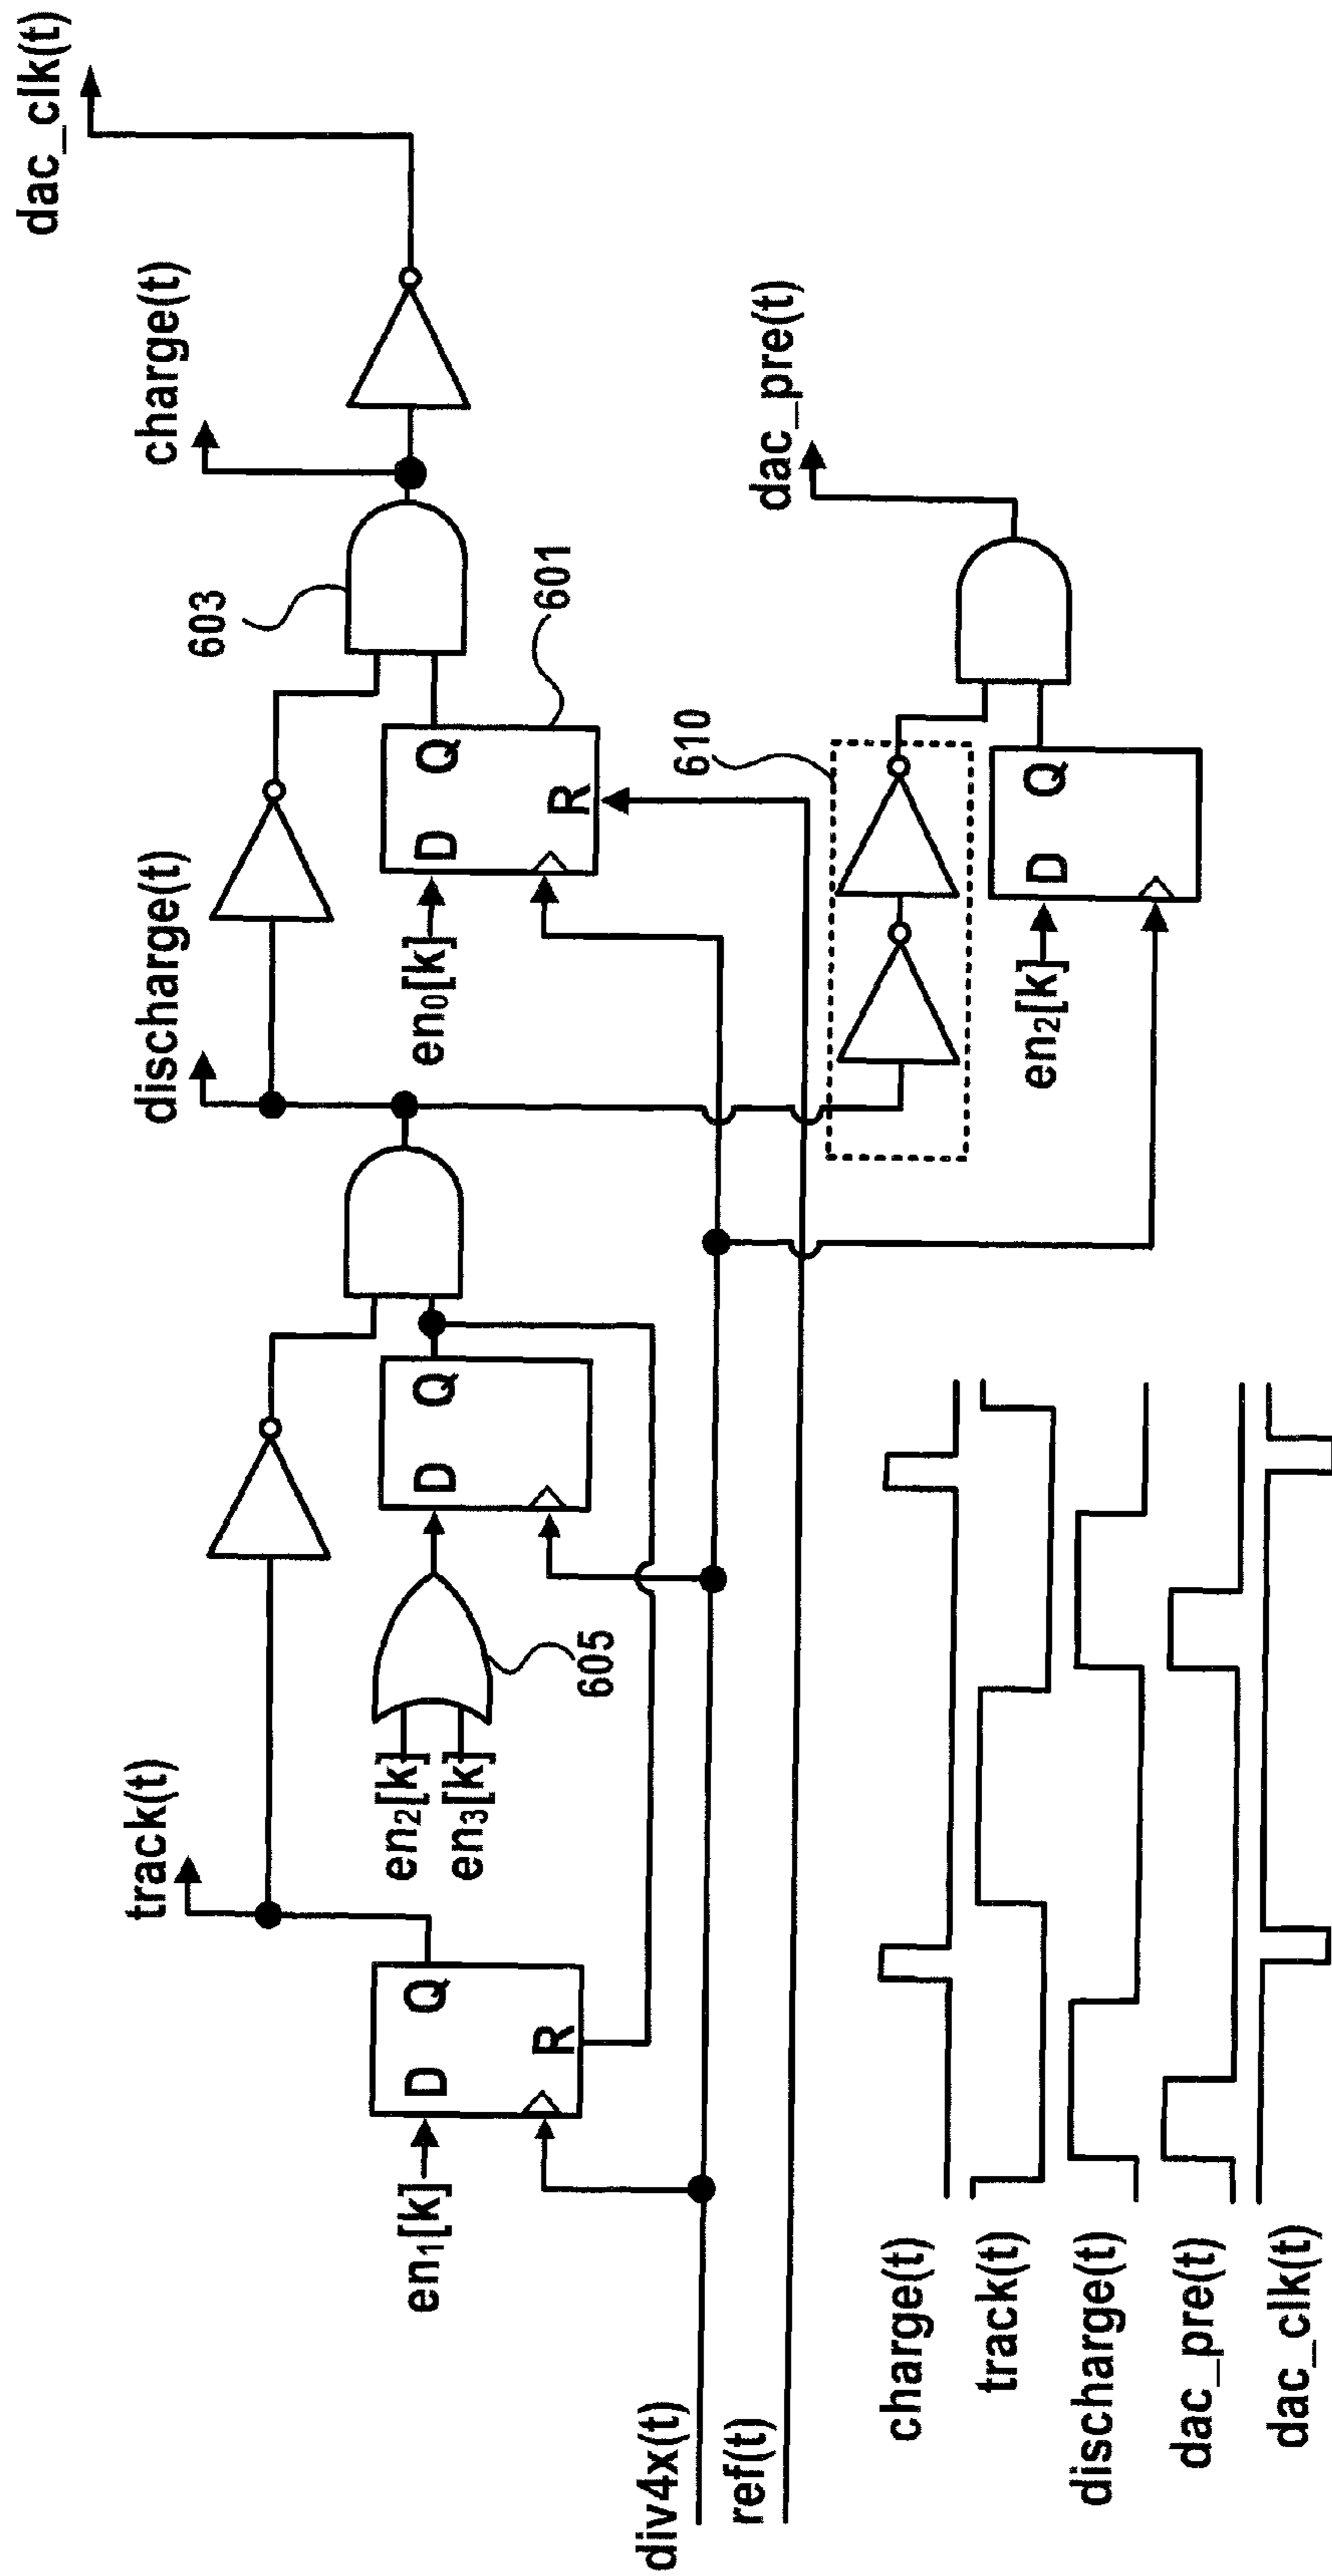 track(t)
discharge(t)
charge(t)
dac_clk(t)
en1[k]
D Q
R
en2[k]
en3[k]
605
D Q
en0[k]
D Q
R
603
601
610
dac_pre(t)
en2[k]
D Q
div4x(t)
ref(t)
charge(t)
track(t)
discharge(t)
dac_pre(t)
dac_clk(t)